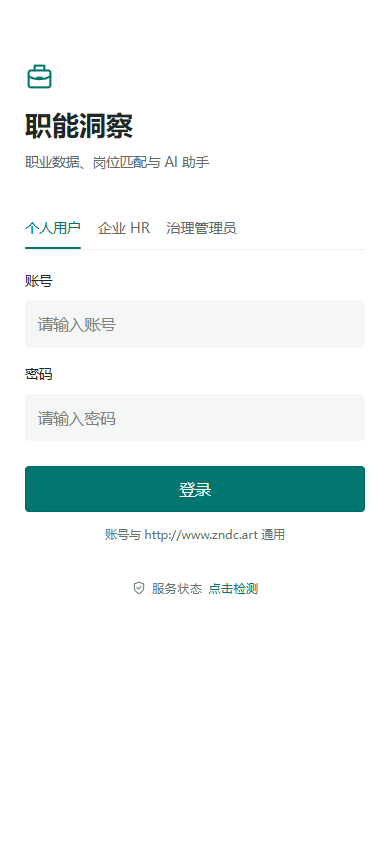 职能洞察
职业数据、岗位匹配与 AI 助手
个人用户 企业 HR 治理管理员
账号
请输入账号
密码
请输入密码
登录
账号与 http://www.zndc.art 通用
服务状态 点击检测